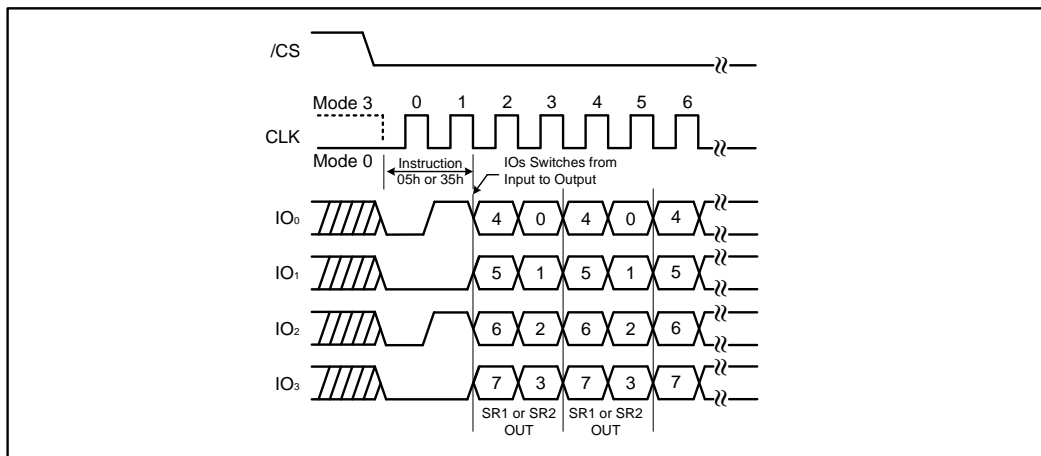 /CS
Mode 3 0 1 2 3 4 5 6
CLK
Mode 0
Instruction
05h or 35h
IOs Switches from
Input to Output
IO₀ 4 0 4 0 4
IO₁ 5 1 5 1 5
IO₂ 6 2 6 2 6
IO₃ 7 3 7 3 7
SR1 or SR2
OUT
SR1 or SR2
OUT